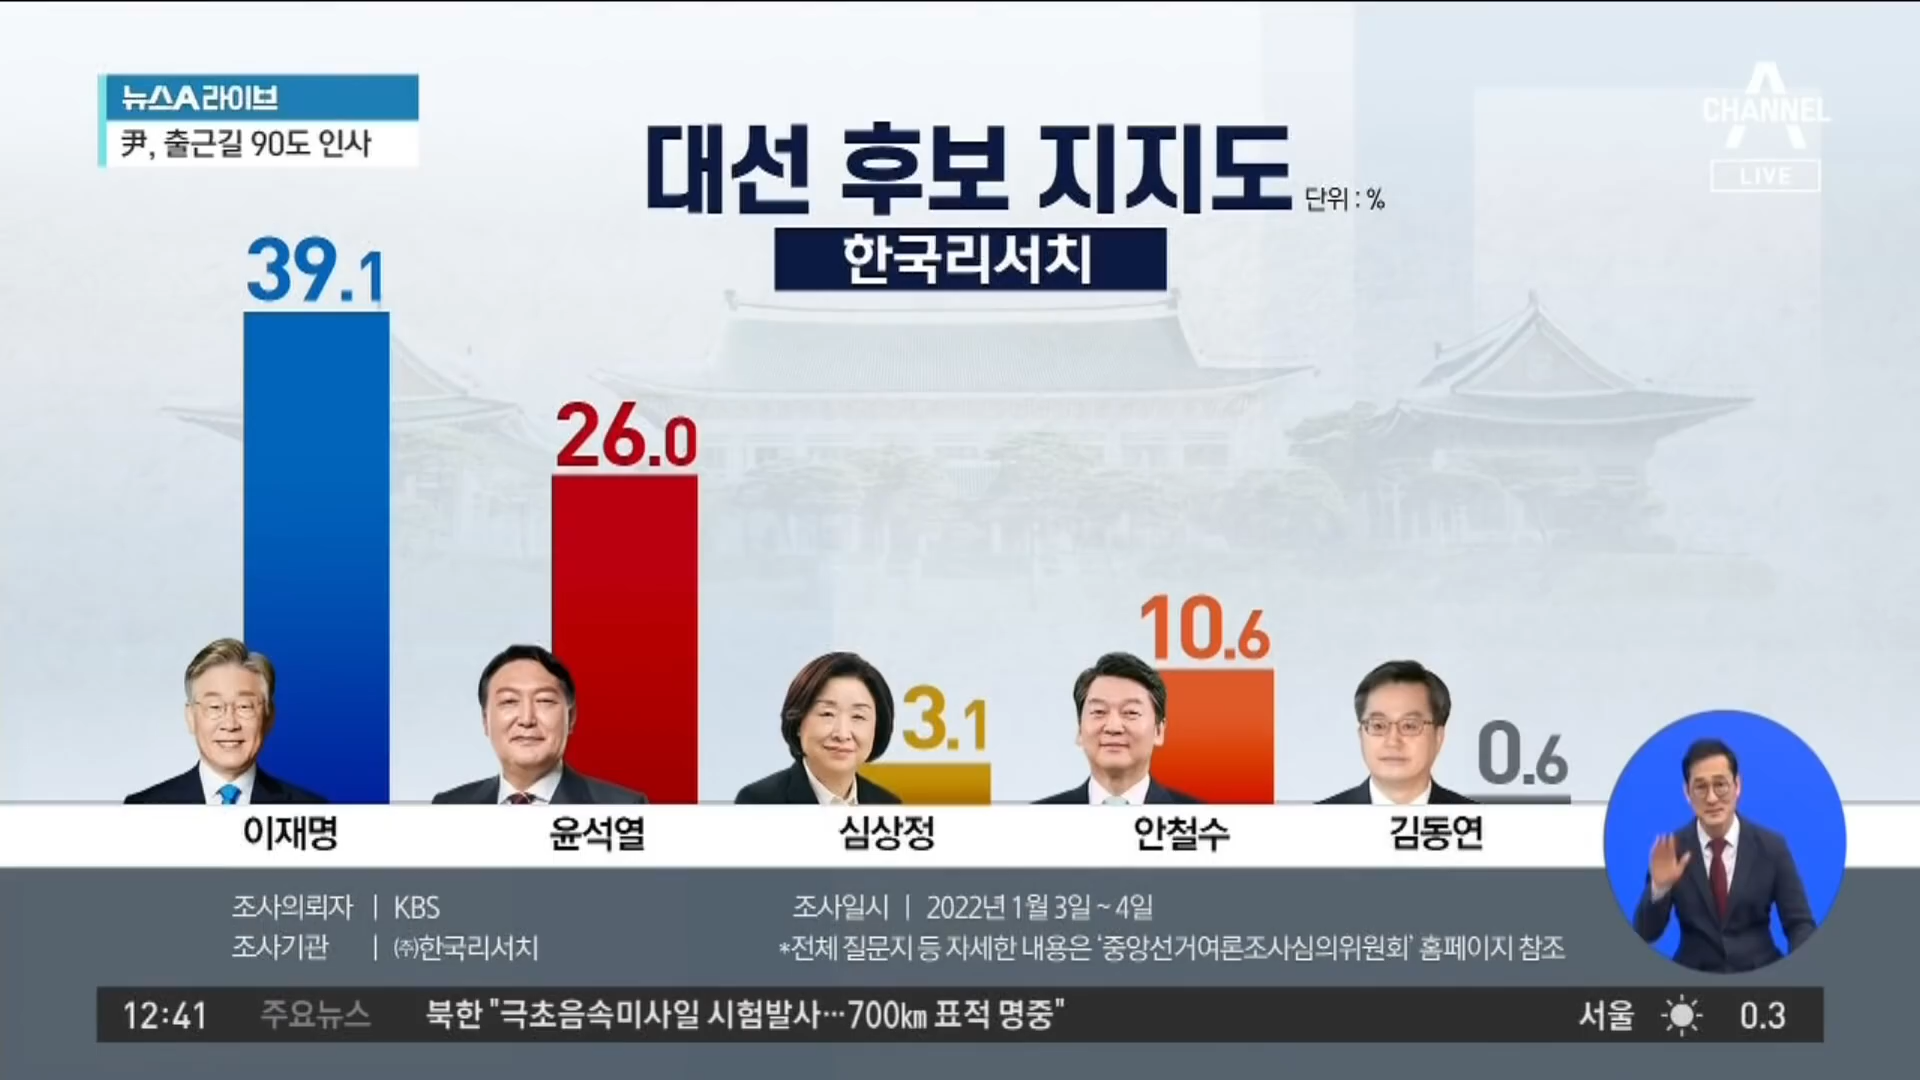 뉴스A 라이브
尹, 출근길 90도 인사
CHANNEL A
LIVE
대선 후보 지지도
단위 : %
한국리서치
39.1
26.0
3.1
10.6
0.6
이재명
윤석열
심상정
안철수
김동연
조사의뢰자 | KBS
조사기관 | ㈜한국리서치
조사일시 | 2022년 1월 3일 ~ 4일
*전체 질문지 등 자세한 내용은 '중앙선거여론조사심의위원회' 홈페이지 참조
12:41 주요뉴스 북한 "극초음속미사일 시험발사…700㎞ 표적 명중"
서울 0.3